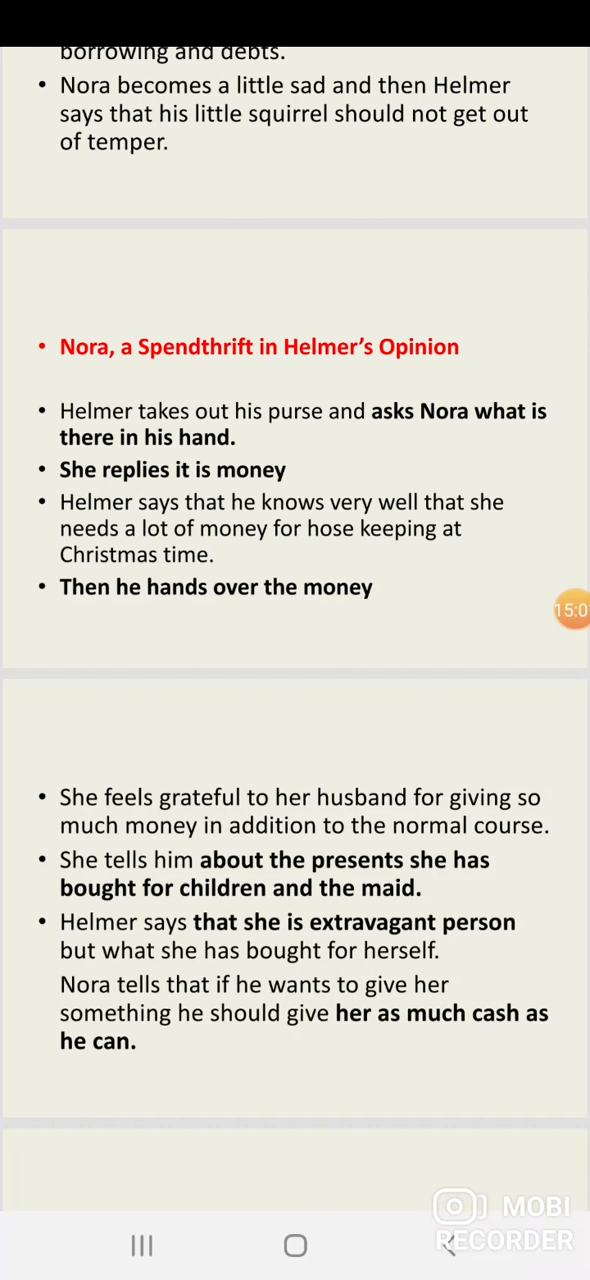 borrowing and debts.
• Nora becomes a little sad and then Helmer
says that his little squirrel should not get out
of temper.
• Nora, a Spendthrift in Helmer's Opinion
• Helmer takes out his purse and asks Nora what is
there in his hand.
• She replies it is money
• Helmer says that he knows very well that she
needs a lot of money for hose keeping at
Christmas time.
• Then he hands over the money
15:0
• She feels grateful to her husband for giving so
much money in addition to the normal course.
• She tells him about the presents she has
bought for children and the maid.
• Helmer says that she is extravagant person
but what she has bought for herself.
Nora tells that if he wants to give her
something he should give her as much cash as
he can.
MOBI
RECORDER